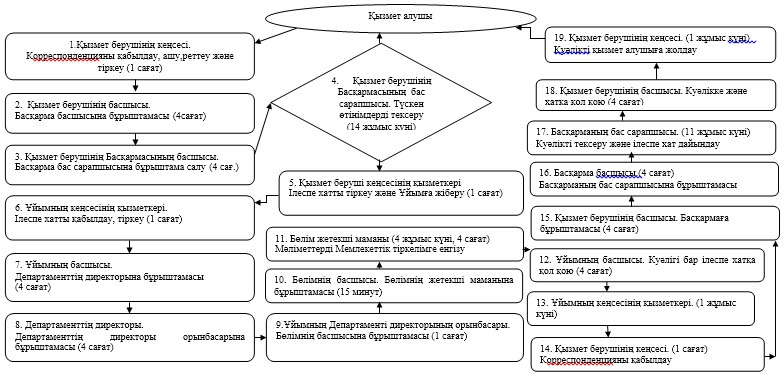 Қызмет алушы
1.Қызмет берушінің кеңсесі.
Корреспонденцияны қабылдау, ашу,реттеу және
тіркеу (1 сағат)
2. Қызмет берушінің басшысы.
Басқарма басшысына бұрыштамасы (4сағат)
3. Қызмет берушінің Басқармасының басшысы.
Басқарма бас сарапшысына бұрыштама салу (4 сағ.)
4. Қызмет берушінің
Басқармасының бас
сарапшысы. Түскен
өтінімдерді тексеру
(14 жұмыс күні)
5. Қызмет беруші кеңсесінің қызметкері
Ілеспе хатты тіркеу және Ұйымға жіберу (1 сағат)
6. Ұйымның кеңсесінің қызметкері.
Ілеспе хатты қабылдау, тіркеу (1 сағат)
7. Ұйымның басшысы.
Департаменттің директорына бұрыштамасы
(4 сағат)
8. Департаменттің директоры.
Департаменттің директоры орынбасарына
бұрыштамасы (4 сағат)
9.Ұйымның Департаменті директорының орынбасары.
Бөлімнің басшысына бұрыштамасы (1 сағат)
10. Бөлімнің басшысы. Бөлімнің жетекші маманына
бұрыштамасы (15 минут)
11. Бөлім жетекші маманы (4 жұмыс күні, 4 сағат)
Мәліметтерді Мемлекеттік тіркелімге енгізу
12. Ұйымның басшысы. Куәлігі бар ілеспе хатқа
қол қою (4 сағат)
13. Ұйымның кеңсесінің қызметкері. (1 жұмыс
күні)
14. Қызмет берушінің кеңсесі. (1 сағат)
Корреспонденцияны қабылдау
15. Қызмет берушінің басшысы. Басқармаға
бұрыштамасы (4 сағат)
16. Басқарма басшысы.(4 сағат)
Басқарманың бас сарапшысына бұрыштамасы
17. Басқарманың бас сарапшысы. (11 жұмыс күні)
Куәлікті тексеру және ілеспе хат дайындау
18. Қызмет берушінің басшысы. Куәлікке және
хатқа қол қою (4 сағат)
19. Қызмет берушінің кеңсесі. (1 жұмыс күні)
Куәлікті қызмет алушыға жолдау